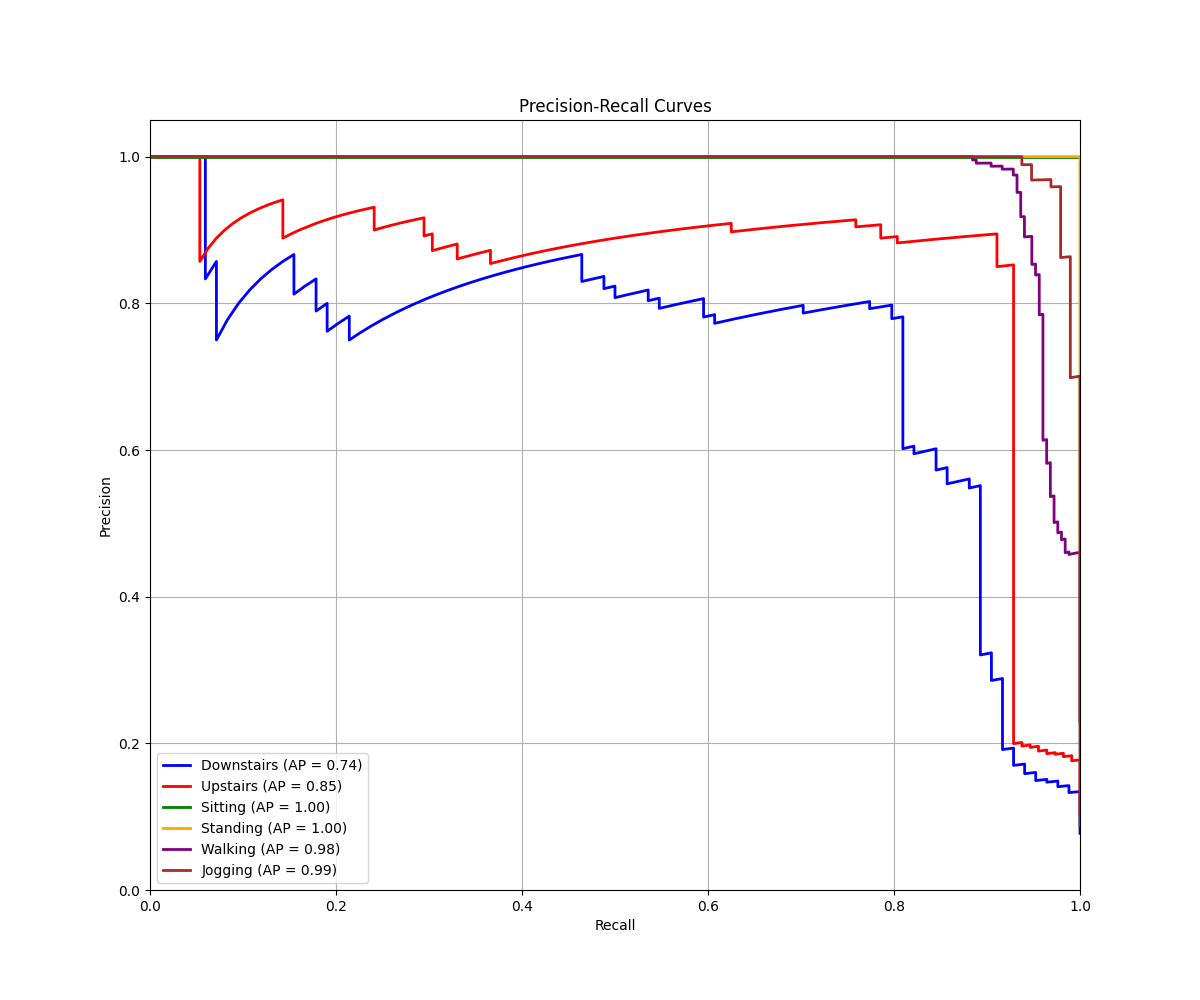 Precision-Recall Curves
1.0
0.8
0.6
0.4
0.2
0.0
Precision
Downstairs (AP = 0.74)
Upstairs (AP = 0.85)
Sitting (AP = 1.00)
Standing (AP = 1.00)
Walking (AP = 0.98)
Jogging (AP = 0.99)
0.0 0.2 0.4 0.6 0.8 1.0
Recall